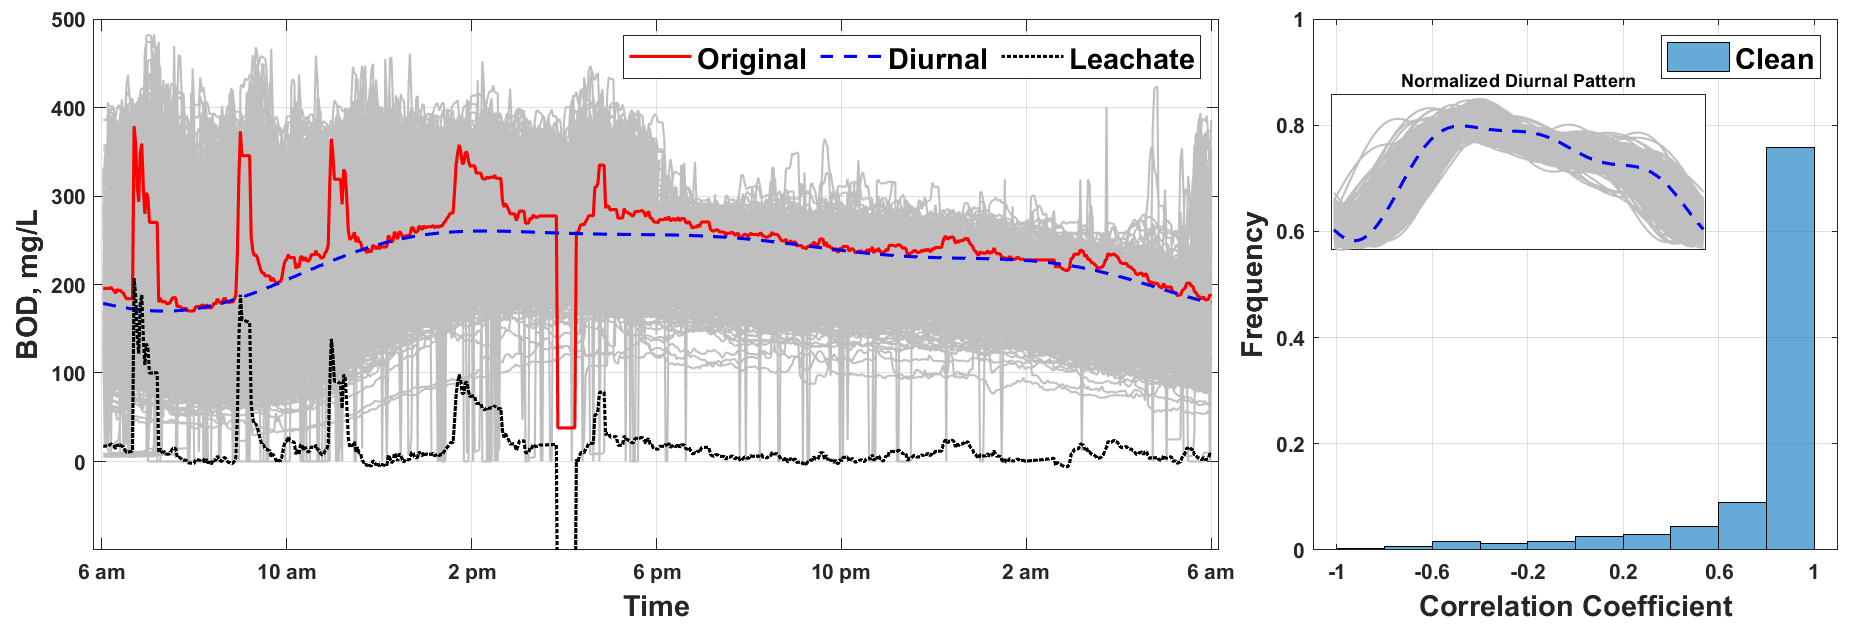 500
400
300
200
100
0
BOD, mg/L
Original Diurnal Leachate
6 am 10 am 2 pm 6 pm 10 pm 2 am 6 am
Time
1
0.8
0.6
0.4
0.2
0
Frequency
Clean
Normalized Diurnal Pattern
-1 -0.6 -0.2 0.2 0.6 1
Correlation Coefficient